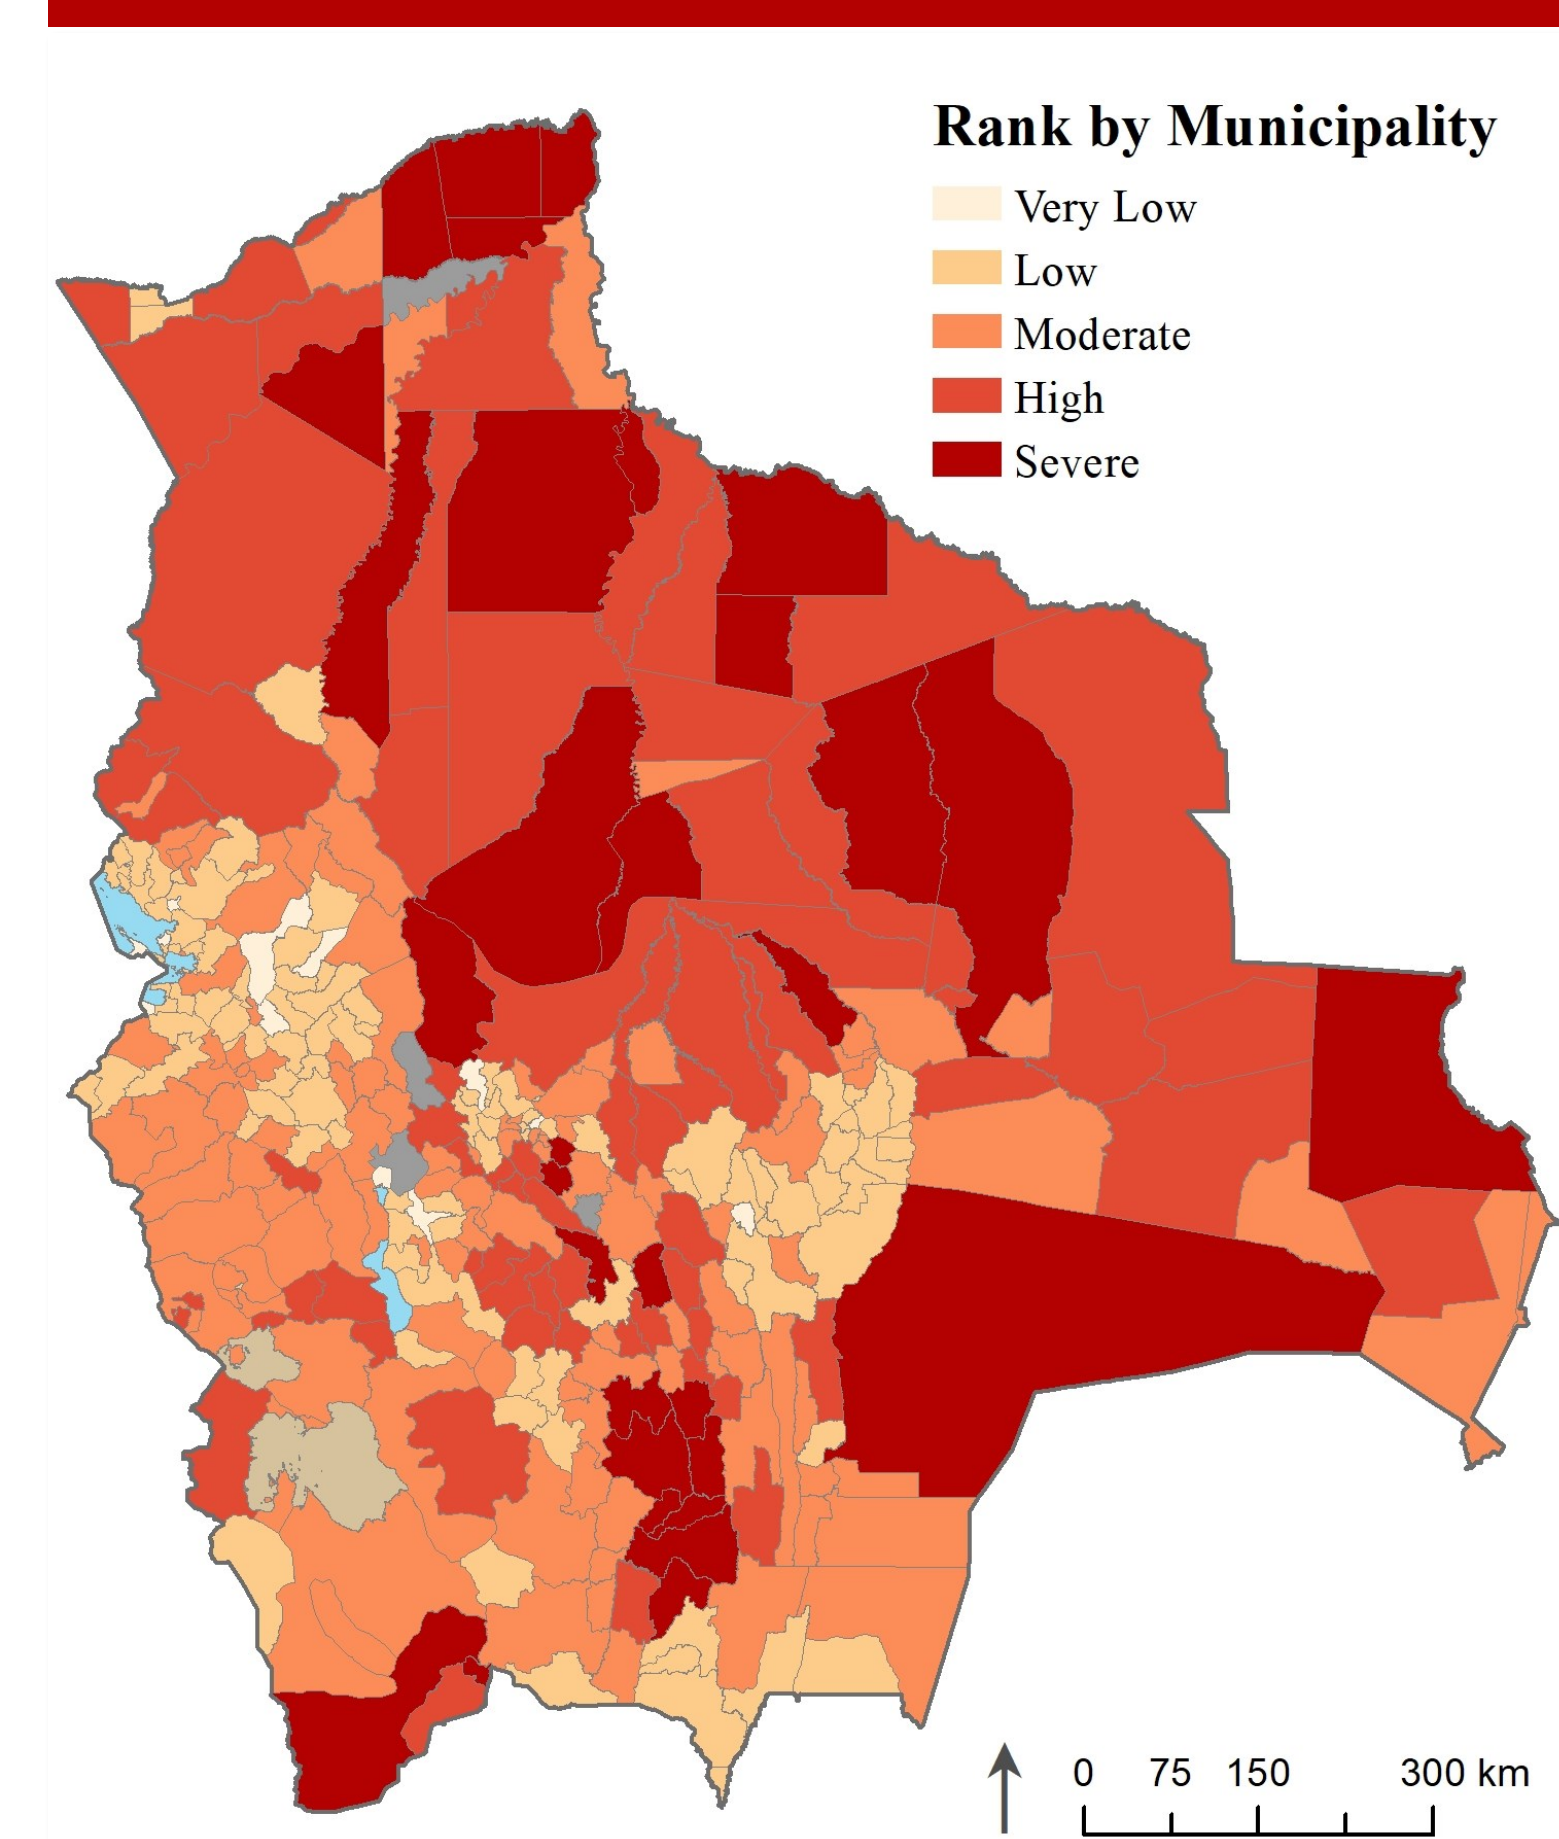 Rank by Municipality
Very Low
Low
Moderate
High
Severe
0 75 150 300 km